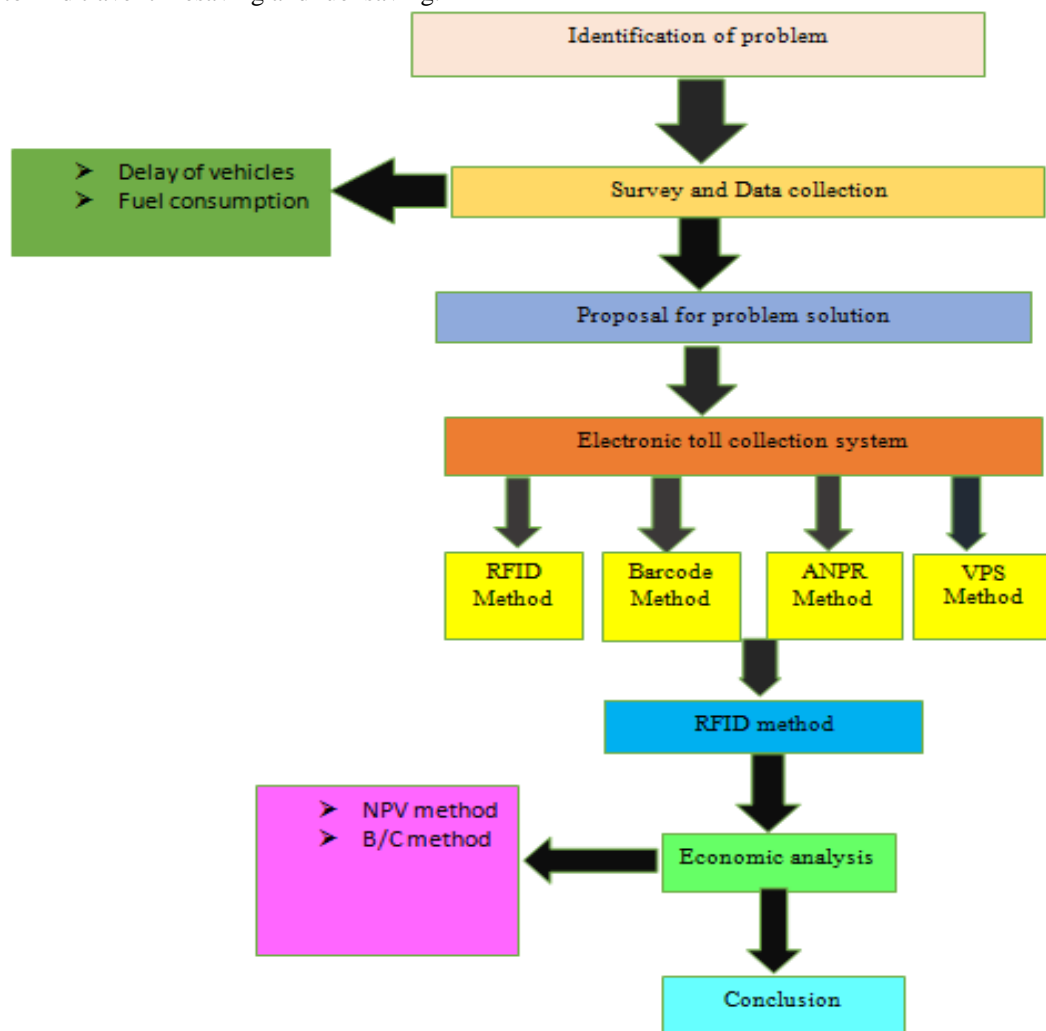 Identification of problem
➤ Delay of vehicles
➤ Fuel consumption
Survey and Data collection
Proposal for problem solution
Electronic toll collection system
RFID
Method
Barcode
Method
ANPR
Method
VPS
Method
RFID method
➤ NPV method
➤ B/C method
Economic analysis
Conclusion